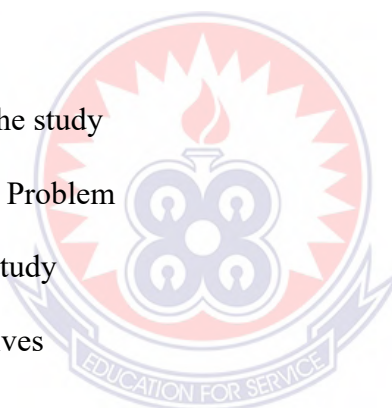 he study
Problem
tudy
ves
EDUCATION FOR SERVICE